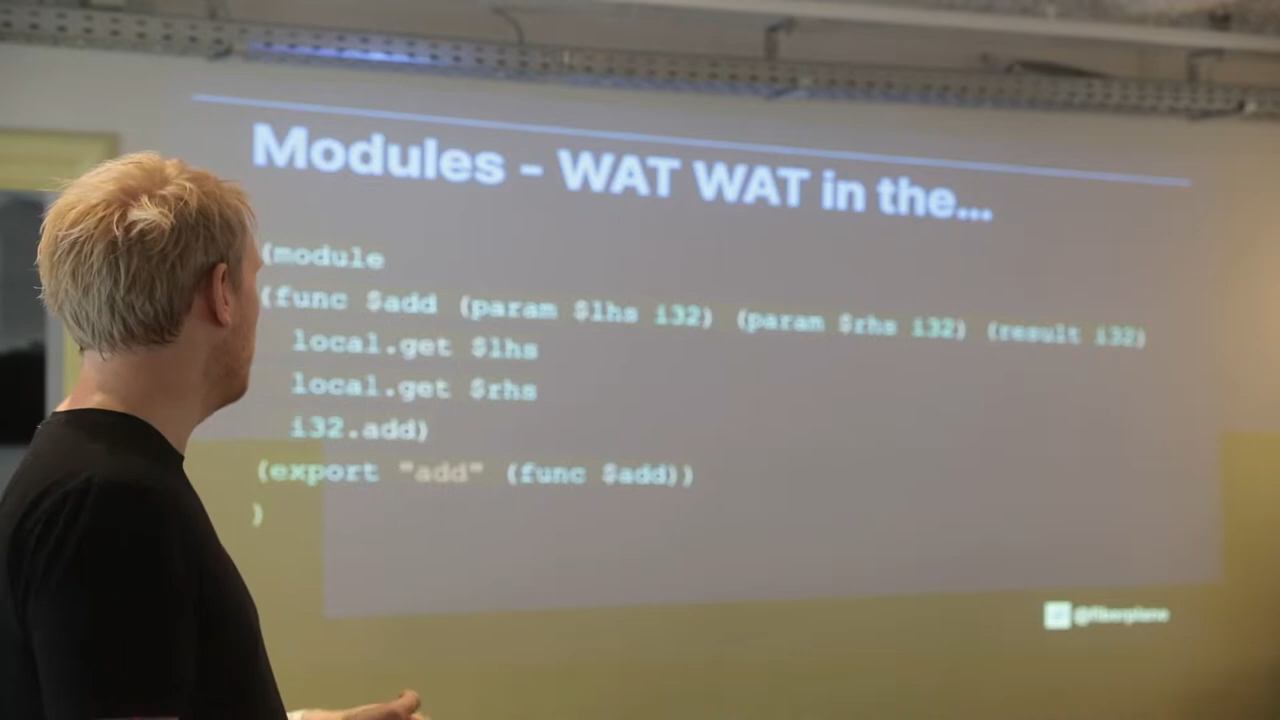 Modules - WAT WAT in the...
(module
(func $add (param $lhs i32) (param $rhs i32) (result i32)
local.get $lhs
local.get $rhs
i32.add)
(export "add" (func $add))
)
@fiberplane